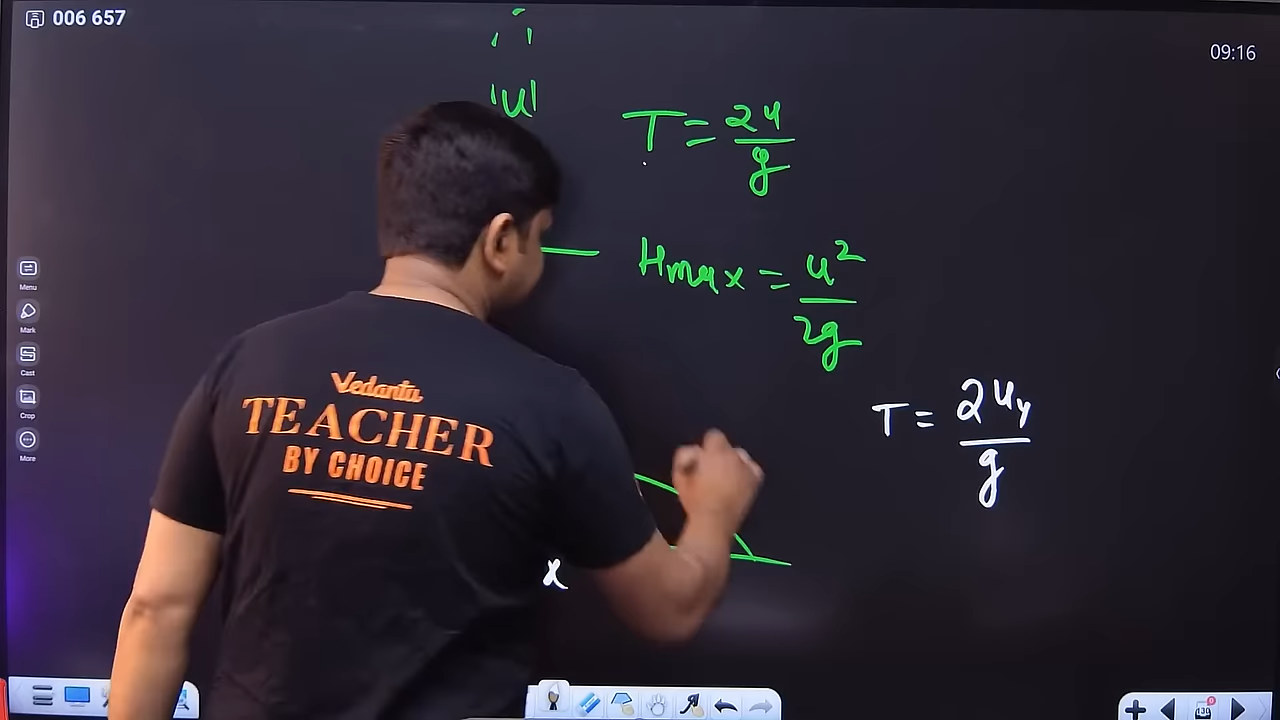 006 657
09:16
u
T = 2u/g
Hmax = u²/2g
T = 2uy/g
Vedantu
TEACHER
BY CHOICE
x
Menu
Mark
Cast
Crop
More